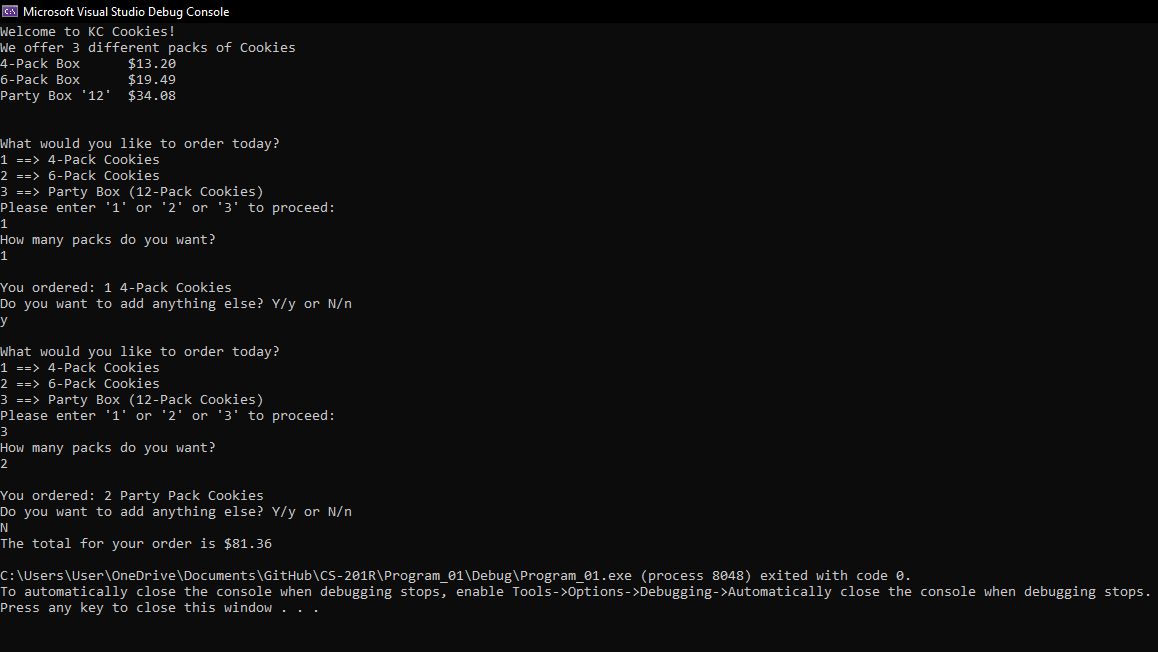 Microsoft Visual Studio Debug Console
Welcome to KC Cookies!
We offer 3 different packs of Cookies
4-Pack Box      $13.20
6-Pack Box      $19.49
Party Box '12'  $34.08
What would you like to order today?
1 ==> 4-Pack Cookies
2 ==> 6-Pack Cookies
3 ==> Party Box (12-Pack Cookies)
Please enter '1' or '2' or '3' to proceed:
1
How many packs do you want?
1
You ordered: 1 4-Pack Cookies
Do you want to add anything else? Y/y or N/n
y
What would you like to order today?
1 ==> 4-Pack Cookies
2 ==> 6-Pack Cookies
3 ==> Party Box (12-Pack Cookies)
Please enter '1' or '2' or '3' to proceed:
3
How many packs do you want?
2
You ordered: 2 Party Pack Cookies
Do you want to add anything else? Y/y or N/n
N
The total for your order is $81.36
C:\Users\User\OneDrive\Documents\GitHub\CS-201R\Program_01\Debug\Program_01.exe (process 8048) exited with code 0.
To automatically close the console when debugging stops, enable Tools->Options->Debugging->Automatically close the console when debugging stops.
Press any key to close this window . . .